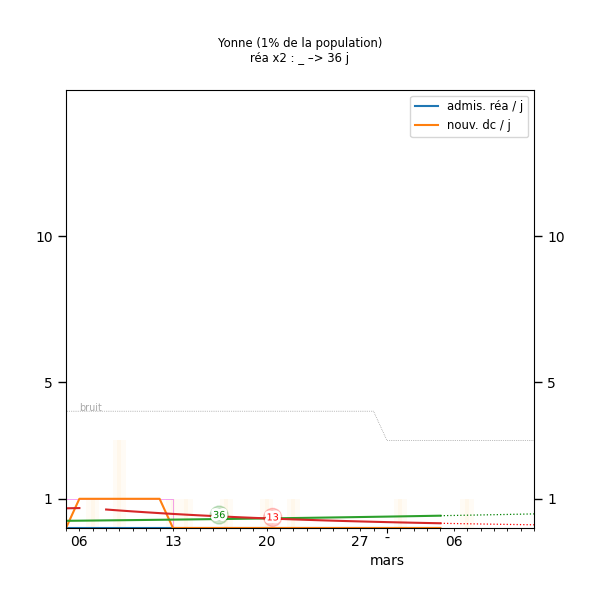 Yonne (1% de la population)
réa x2 : _ –> 36 j
admis. réa / j
nouv. dc / j
10 10
5 5
bruit
1 1
36 13
06 13 20 27 - 06
mars